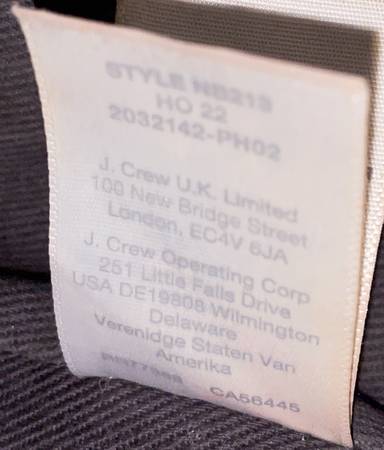 STYLE NB213
HO 22
2032142-PH02
J. Crew U.K. Limited
100 New Bridge Street
London, EC4V 6JA
J. Crew Operating Corp
251 Little Falls Drive
USA DE19808 Wilmington
Delaware
Verenidge Staten Van
Amerika
CA56445